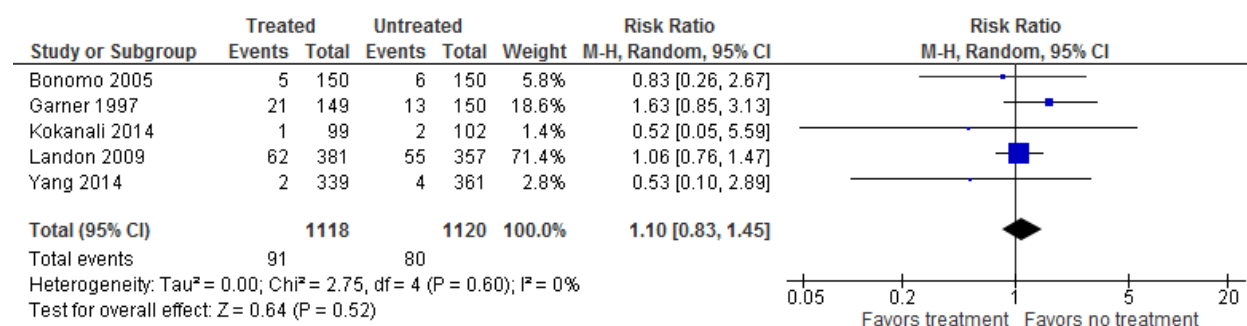 Treated Untreated Risk Ratio Risk Ratio
Study or Subgroup Events Total Events Total Weight M-H, Random, 95% CI M-H, Random, 95% CI
Bonomo 2005 5 150 6 150 5.8% 0.83 [0.26, 2.67]
Garner 1997 21 149 13 150 18.6% 1.63 [0.85, 3.13]
Kokanali 2014 1 99 2 102 1.4% 0.52 [0.05, 5.59]
Landon 2009 62 381 55 357 71.4% 1.06 [0.76, 1.47]
Yang 2014 2 339 4 361 2.8% 0.53 [0.10, 2.89]
Total (95% CI) 1118 1120 100.0% 1.10 [0.83, 1.45]
Total events 91 80
Heterogeneity: Tau² = 0.00; Chi² = 2.75, df = 4 (P = 0.60); I² = 0%
Test for overall effect: Z = 0.64 (P = 0.52)
0.05 0.2 1 5 20
Favors treatment Favors no treatment